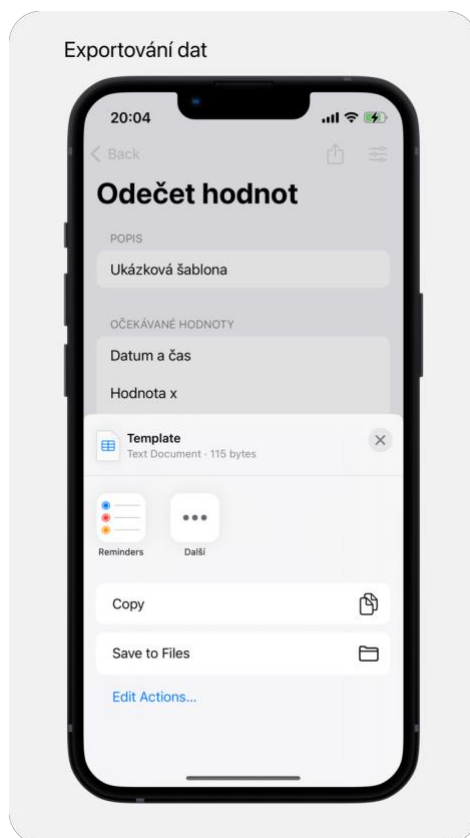 Exportování dat
20:04
Back
Odečet hodnot
POPIS
Ukázková šablona
OČEKÁVANÉ HODNOTY
Datum a čas
Hodnota x
Template
Text Document · 115 bytes
Reminders
Další
Copy
Save to Files
Edit Actions...